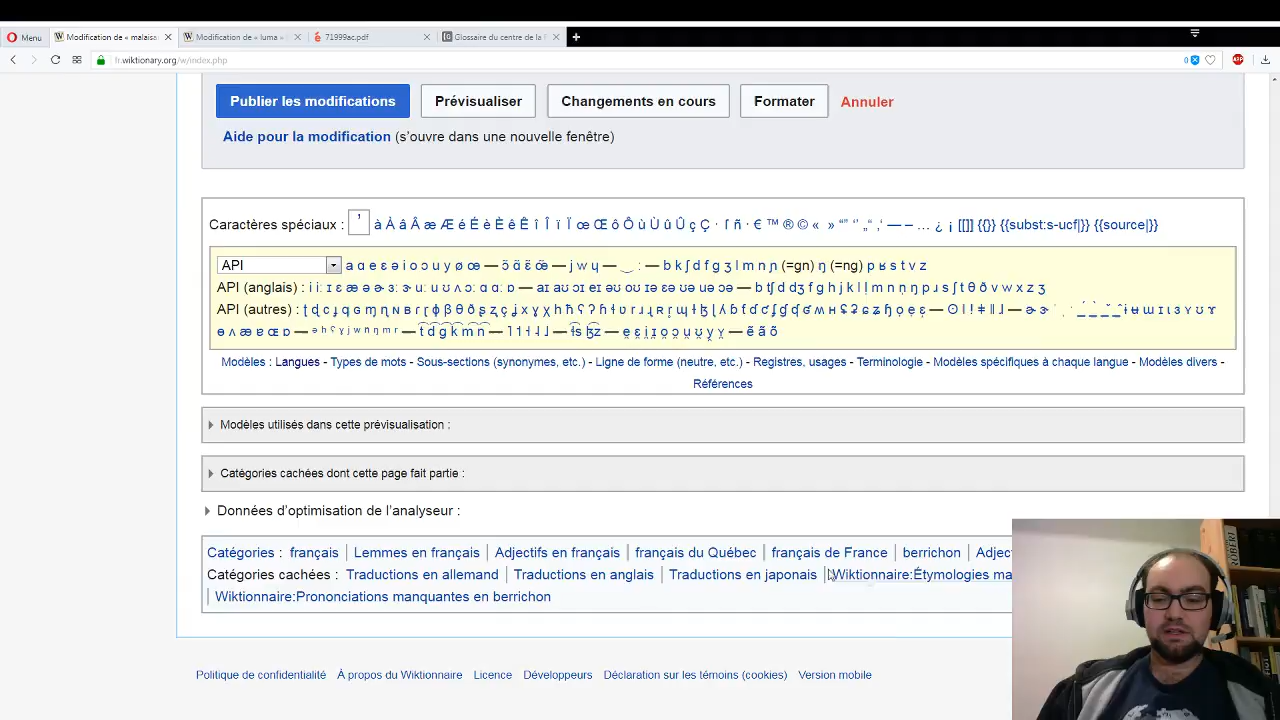 Menu
Modification de « malaisa
Modification de « luma » -
71999ac.pdf
Glossaire du centre de la F
fr.wiktionary.org/w/index.php
0
Publier les modifications
Prévisualiser
Changements en cours
Formater
Annuler
Aide pour la modification (s’ouvre dans une nouvelle fenêtre)
Caractères spéciaux : ’ à À â Â æ Æ é É è È ê Ê î Î ï Ï œ Œ ô Ô ù Ù û Û ç Ç · ſ ñ · € ™ ® © « » “” ‘’ „“ ‚‘ — – … ¿ ¡ [[]] {{}} {{subst:s-ucf|}} {{source|}}
API a ɑ e ɛ ə i o ɔ u y ø œ — ɔ̃ ɑ̃ ɛ̃ œ̃ — j w ɥ — ‿ ː — b k ʃ d f ɡ ʒ l m n ɲ (=gn) ŋ (=ng) p ʁ s t v z
API (anglais) :
API (autres) :
Modèles : Langues - Types de mots - Sous-sections (synonymes, etc.) - Ligne de forme (neutre, etc.) - Registres, usages - Terminologie - Modèles spécifiques à chaque langue - Modèles divers -
Références
Modèles utilisés dans cette prévisualisation :
Catégories cachées dont cette page fait partie :
Données d’optimisation de l’analyseur :
Catégories : français | Lemmes en français | Adjectifs en français | français du Québec | français de France | berrichon | Adjec
Catégories cachées : Traductions en allemand | Traductions en anglais | Traductions en japonais | Wiktionnaire:Étymologies ma
| Wiktionnaire:Prononciations manquantes en berrichon
Politique de confidentialité
À propos du Wiktionnaire
Licence
Développeurs
Déclaration sur les témoins (cookies)
Version mobile